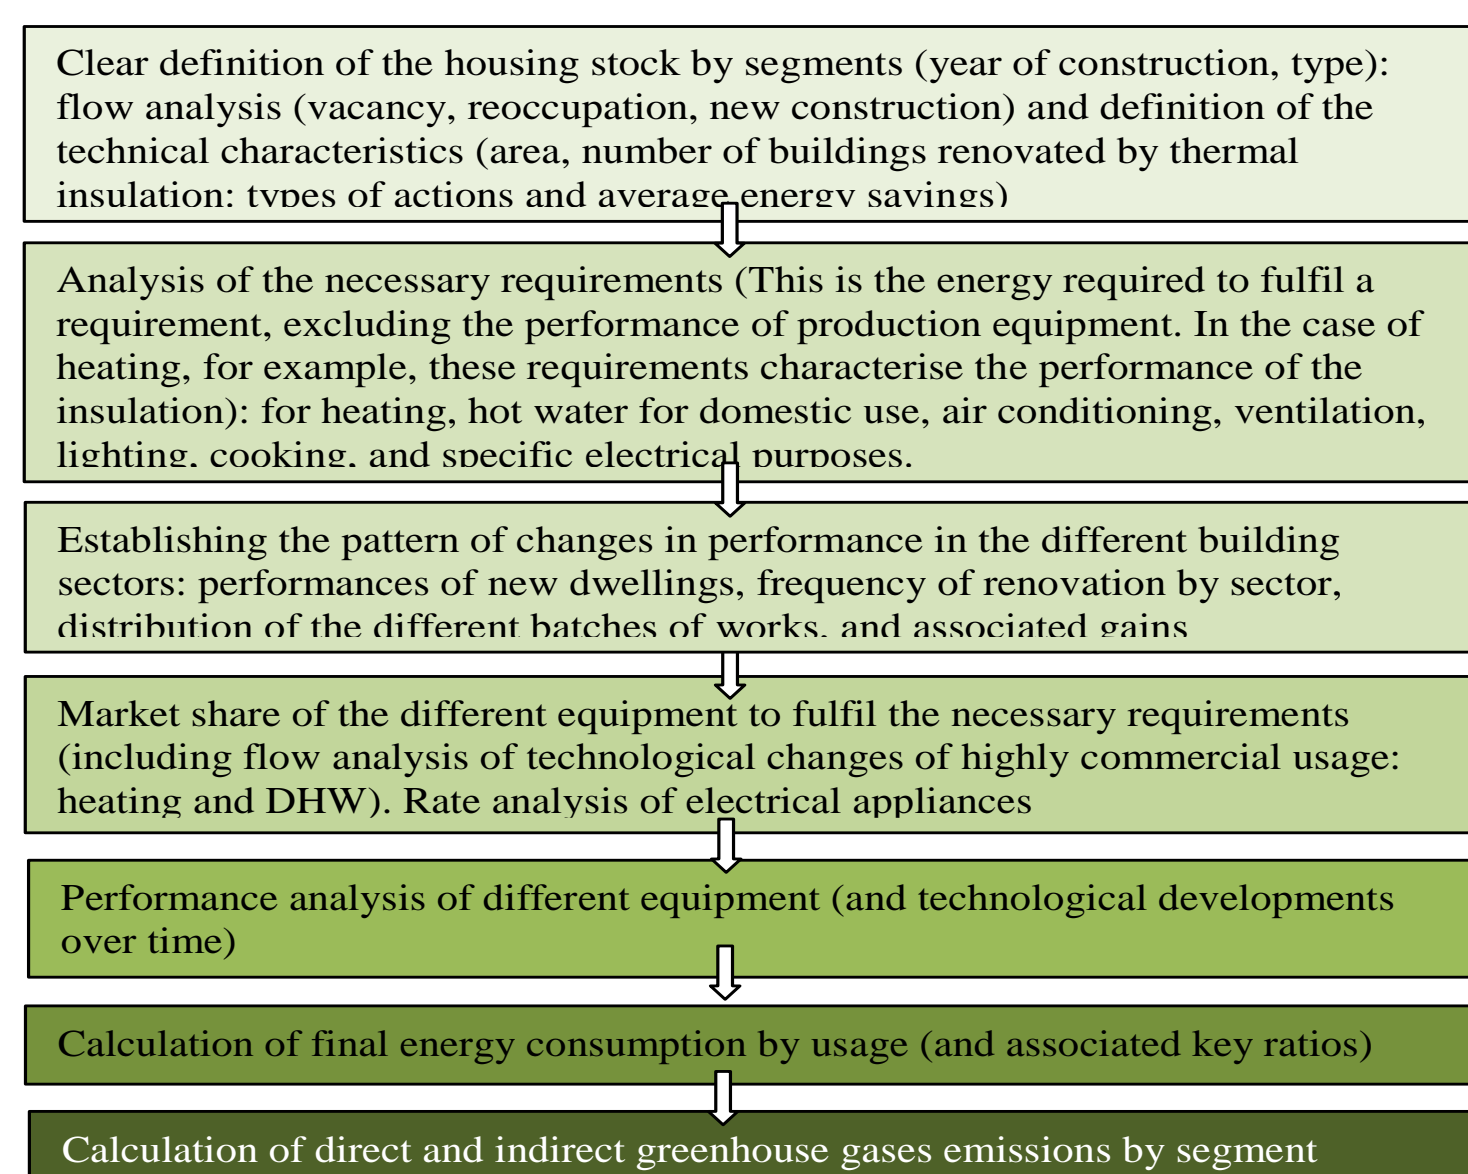 Clear definition of the housing stock by segments (year of construction, type):
flow analysis (vacancy, reoccupation, new construction) and definition of the
technical characteristics (area, number of buildings renovated by thermal
insulation: types of actions and average energy savings)
Analysis of the necessary requirements (This is the energy required to fulfil a
requirement, excluding the performance of production equipment. In the case of
heating, for example, these requirements characterise the performance of the
insulation): for heating, hot water for domestic use, air conditioning, ventilation,
lighting, cooking, and specific electrical purposes.
Establishing the pattern of changes in performance in the different building
sectors: performances of new dwellings, frequency of renovation by sector,
distribution of the different batches of works, and associated gains
Market share of the different equipment to fulfil the necessary requirements
(including flow analysis of technological changes of highly commercial usage:
heating and DHW). Rate analysis of electrical appliances
Performance analysis of different equipment (and technological developments
over time)
Calculation of final energy consumption by usage (and associated key ratios)
Calculation of direct and indirect greenhouse gases emissions by segment